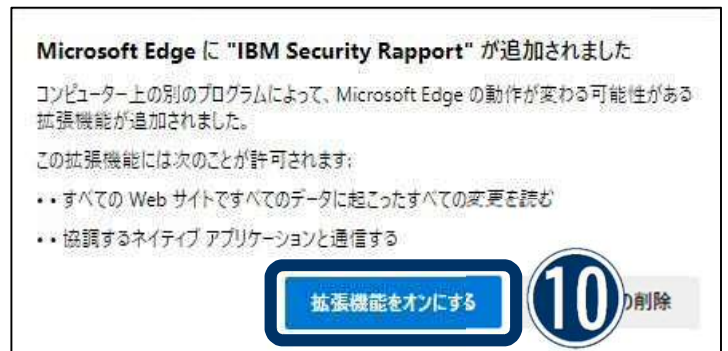 Microsoft Edge に "IBM Security Rapport" が追加されました
コンピューター上の別のプログラムによって、Microsoft Edge の動作が変わる可能性がある
拡張機能が追加されました。
この拡張機能には次のことが許可されます:
• • すべての Web サイトですべてのデータに起こったすべての変更を読む
• • 協調するネイティブ アプリケーションと通信する
拡張機能をオンにする 10 の削除